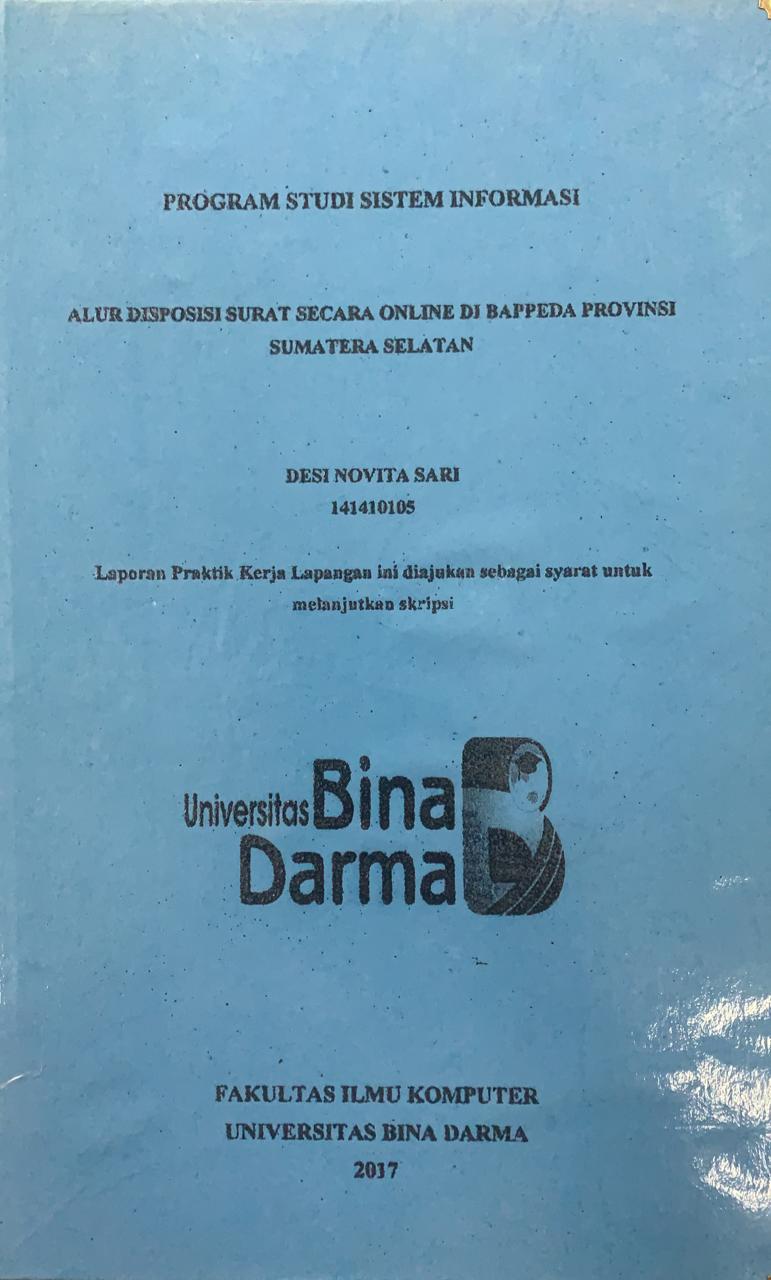 PROGRAM STUDI SISTEM INFORMASI
ALUR DISPOSISI SURAT SECARA ONLINE DI BAPPEDA PROVINSI
SUMATERA SELATAN
DESI NOVITA SARI
141410105
Laporan Praktik Kerja Lapangan ini diajukan sebagai syarat untuk
melanjutkan skripsi
Universitas Bina
Darma
FAKULTAS ILMU KOMPUTER
UNIVERSITAS BINA DARMA
2017